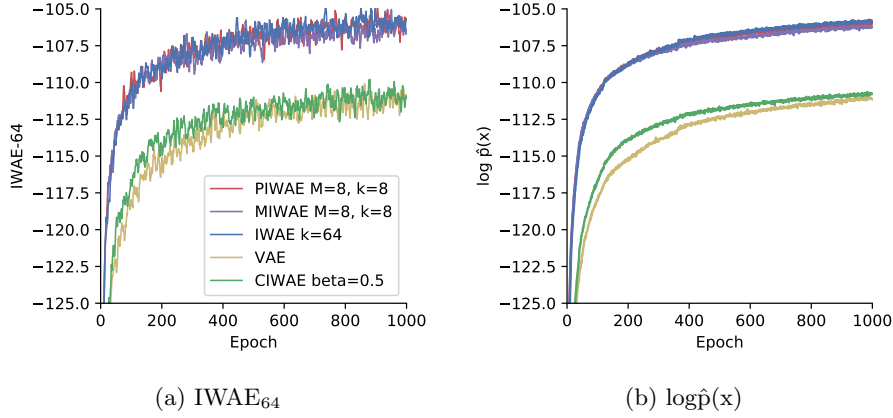 −105.0
−107.5
−110.0
−112.5
−115.0
−117.5
−120.0
−122.5
−125.0
IWAE-64
0 200 400 600 800 1000
Epoch
PIWAE M=8, k=8
MIWAE M=8, k=8
IWAE k=64
VAE
CIWAE beta=0.5
(a) IWAE₆₄
−105.0
−107.5
−110.0
−112.5
−115.0
−117.5
−120.0
−122.5
−125.0
log p̂(x)
0 200 400 600 800 1000
Epoch
(b) logp̂(x)